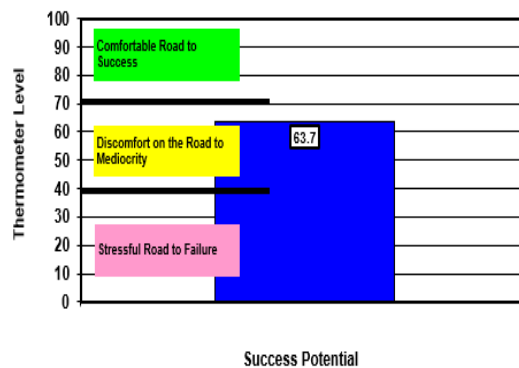 100
90
80
70
60
50
40
30
20
10
0
Thermometer Level
Comfortable Road to
Success
Discomfort on the Road to
Mediocrity
63.7
Stressful Road to Failure
Success Potential